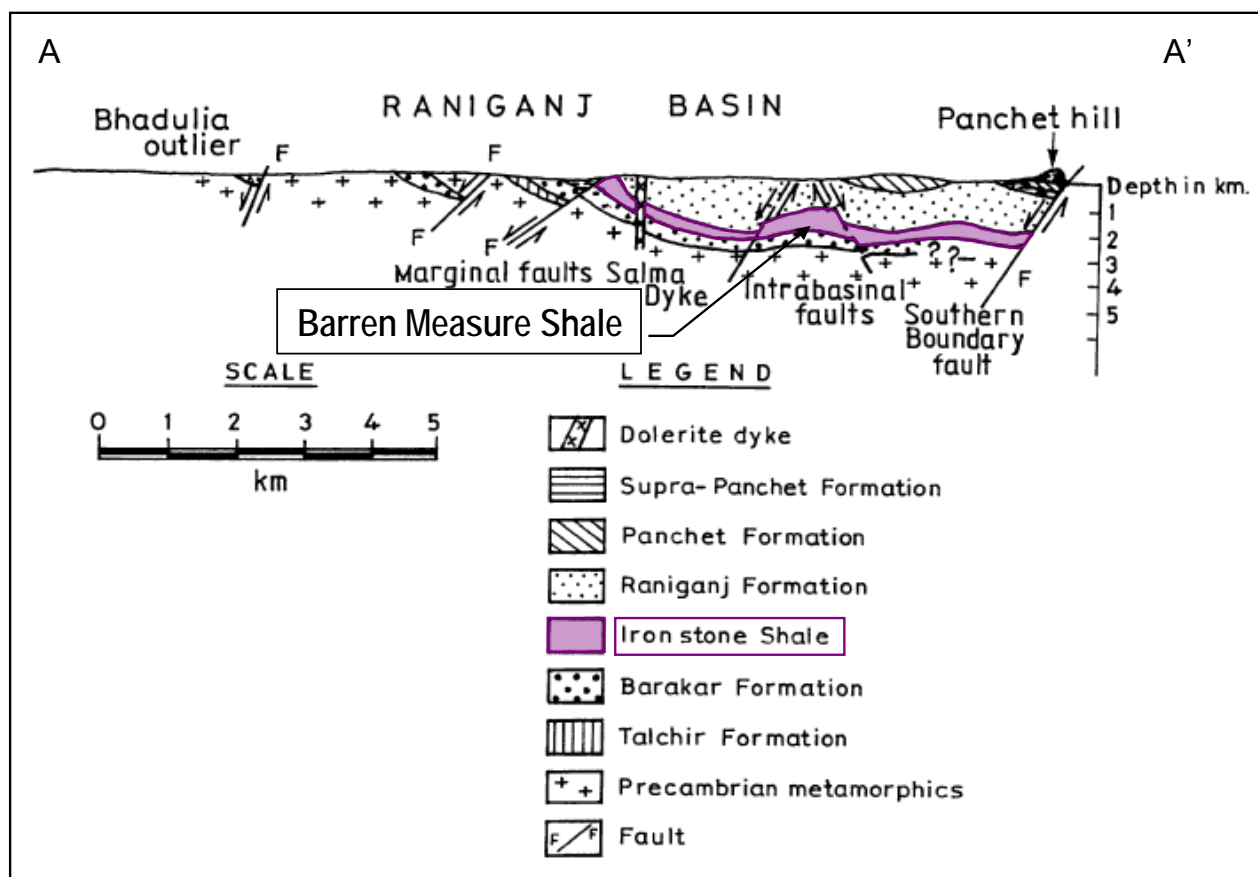 A
A'
RANIGANJ BASIN
Bhadulia
outlier
Panchet hill
F
F
Depth in km.
1
2
3
4
5
F
F
F
? ?
Marginal faults
Salma
Dyke
Intrabasinal
faults
Southern
Boundary
fault
Barren Measure Shale
SCALE
0 1 2 3 4 5
km
LEGEND
Dolerite dyke
Supra-Panchet Formation
Panchet Formation
Raniganj Formation
Iron stone Shale
Barakar Formation
Talchir Formation
Precambrian metamorphics
F F Fault